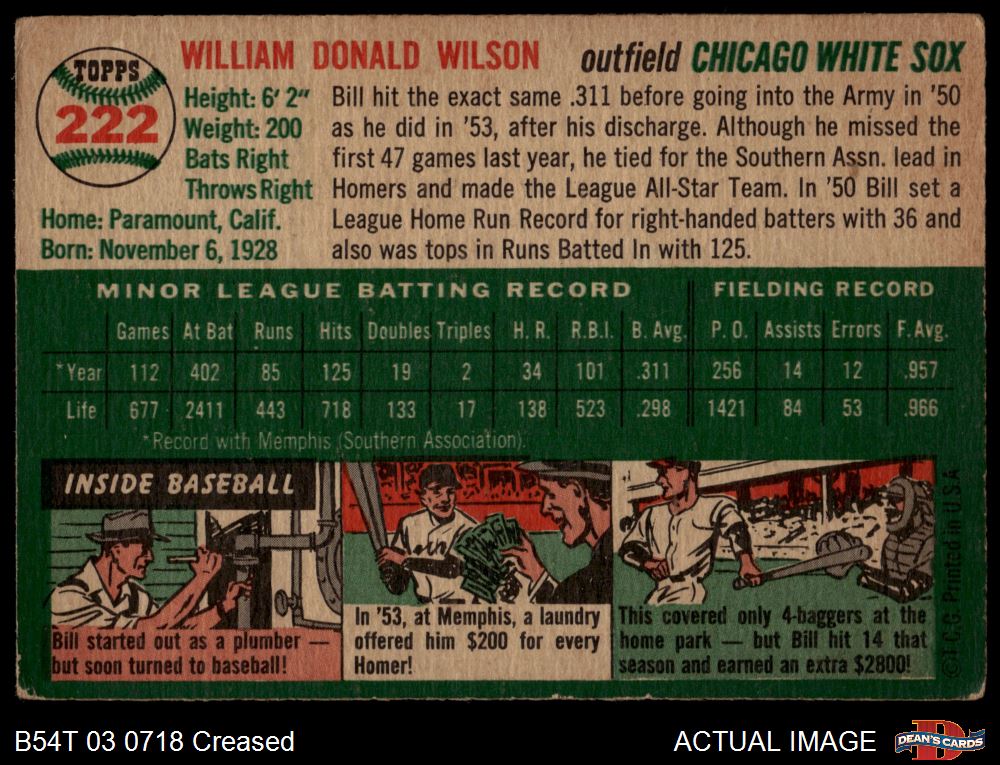 TOPPS
222
WILLIAM DONALD WILSON outfield CHICAGO WHITE SOX
Height: 6' 2"
Weight: 200
Bats Right
Throws Right
Home: Paramount, Calif.
Born: November 6, 1928
Bill hit the exact same .311 before going into the Army in '50
as he did in '53, after his discharge. Although he missed the
first 47 games last year, he tied for the Southern Assn. lead in
Homers and made the League All-Star Team. In '50 Bill set a
League Home Run Record for right-handed batters with 36 and
also was tops in Runs Batted In with 125.
MINOR LEAGUE BATTING RECORD FIELDING RECORD
Games At Bat Runs Hits Doubles Triples H. R. R.B.I. B. Avg. P. O. Assists Errors F. Avg.
*Year 112 402 85 125 19 2 34 101 .311 256 14 12 .957
Life 677 2411 443 718 133 17 138 523 .298 1421 84 53 .966
*Record with Memphis (Southern Association).
INSIDE BASEBALL
Bill started out as a plumber —
but soon turned to baseball!
In '53, at Memphis, a laundry
offered him $200 for every
Homer!
This covered only 4-baggers at the
home park — but Bill hit 14 that
season and earned an extra $2800!
© T.C.G. Printed in U.S.A
B54T 03 0718 Creased
ACTUAL IMAGE
DEAN'S CARDS